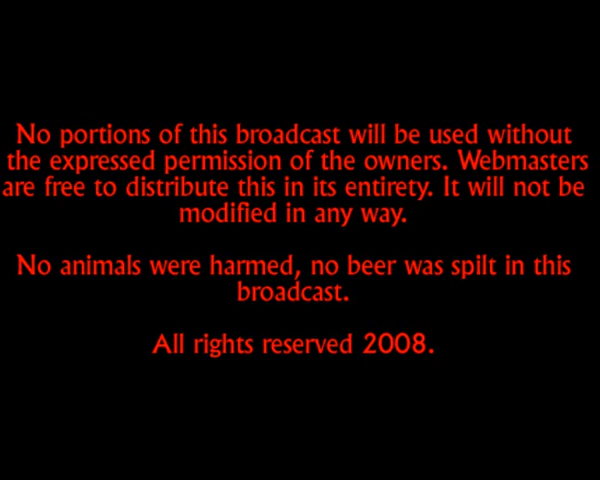 No portions of this broadcast will be used without
the expressed permission of the owners. Webmasters
are free to distribute this in its entirety. It will not be
modified in any way.
No animals were harmed, no beer was spilt in this
broadcast.
All rights reserved 2008.